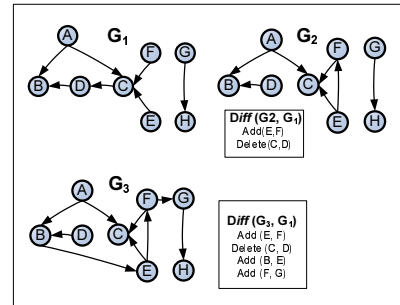 G1
A
F
G
B
D
C
E
H
G2
A
F
G
B
D
C
E
H
Diff (G2, G1)
Add(E,F)
Delete(C,D)
G3
A
F
G
B
D
C
E
H
Diff (G3, G1)
Add (E, F)
Delete (C, D)
Add (B, E)
Add (F, G)